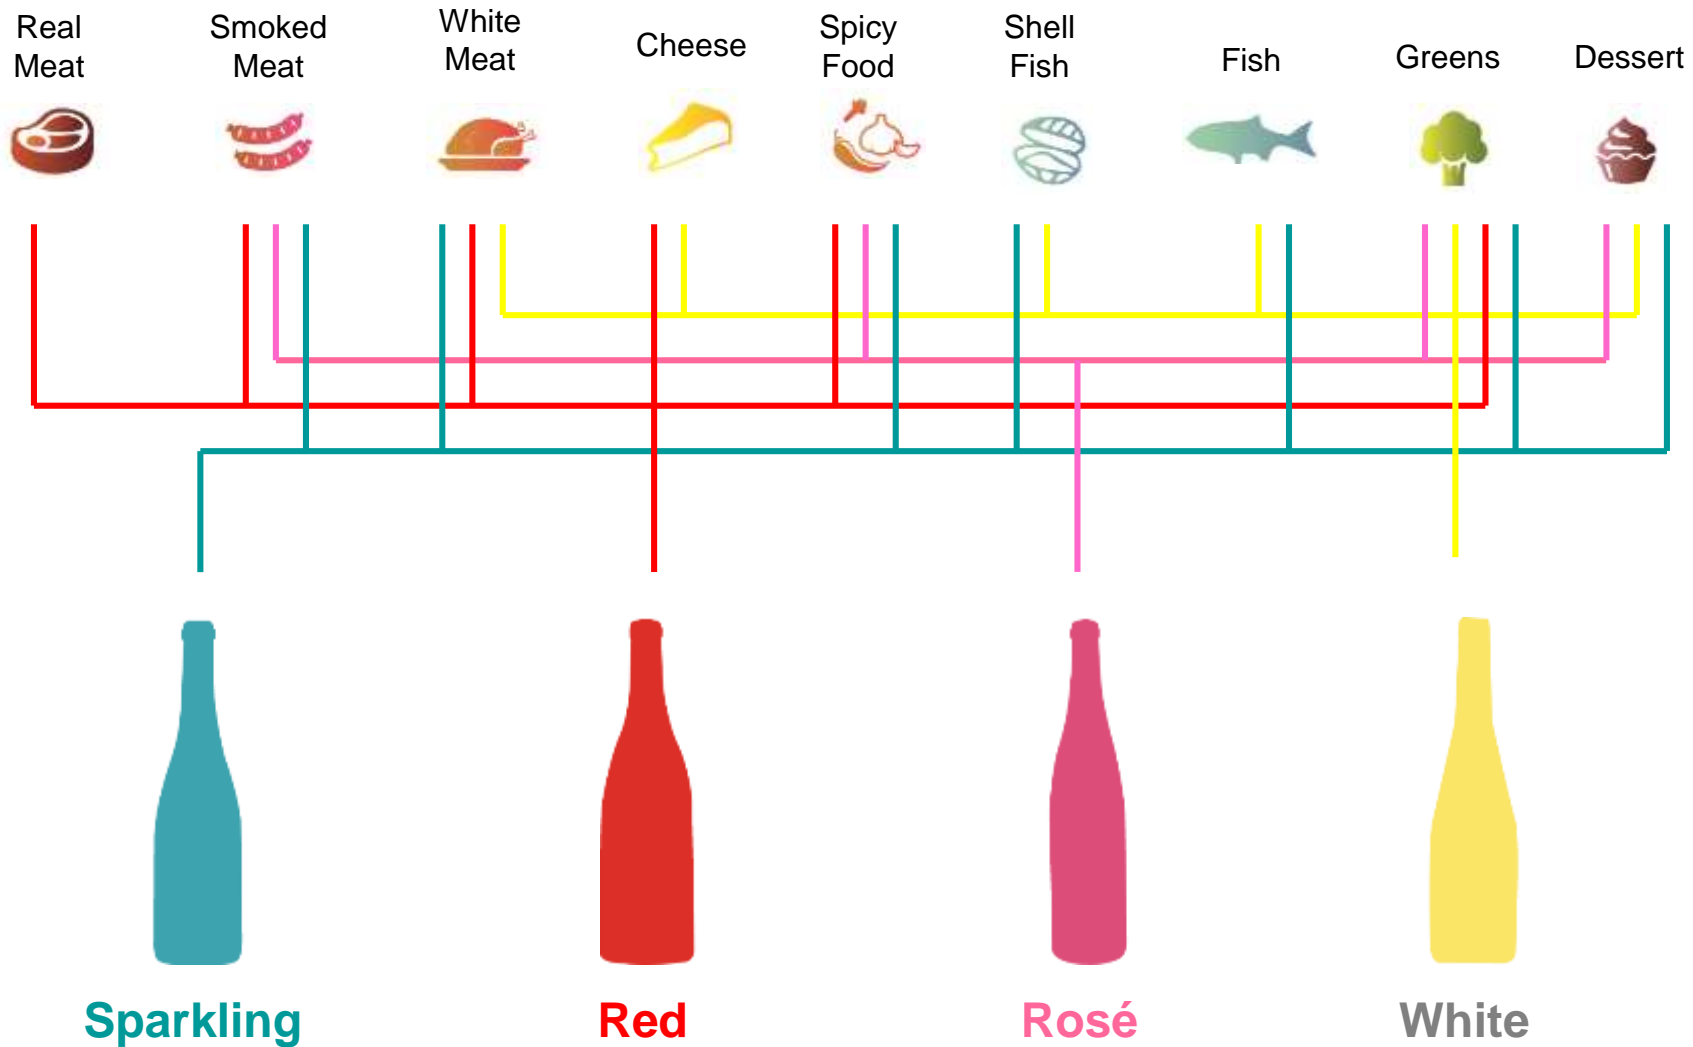 Real
Meat
Smoked
Meat
White
Meat
Cheese
Spicy
Food
Shell
Fish
Fish
Greens
Dessert
Sparkling
Red
Rosé
White